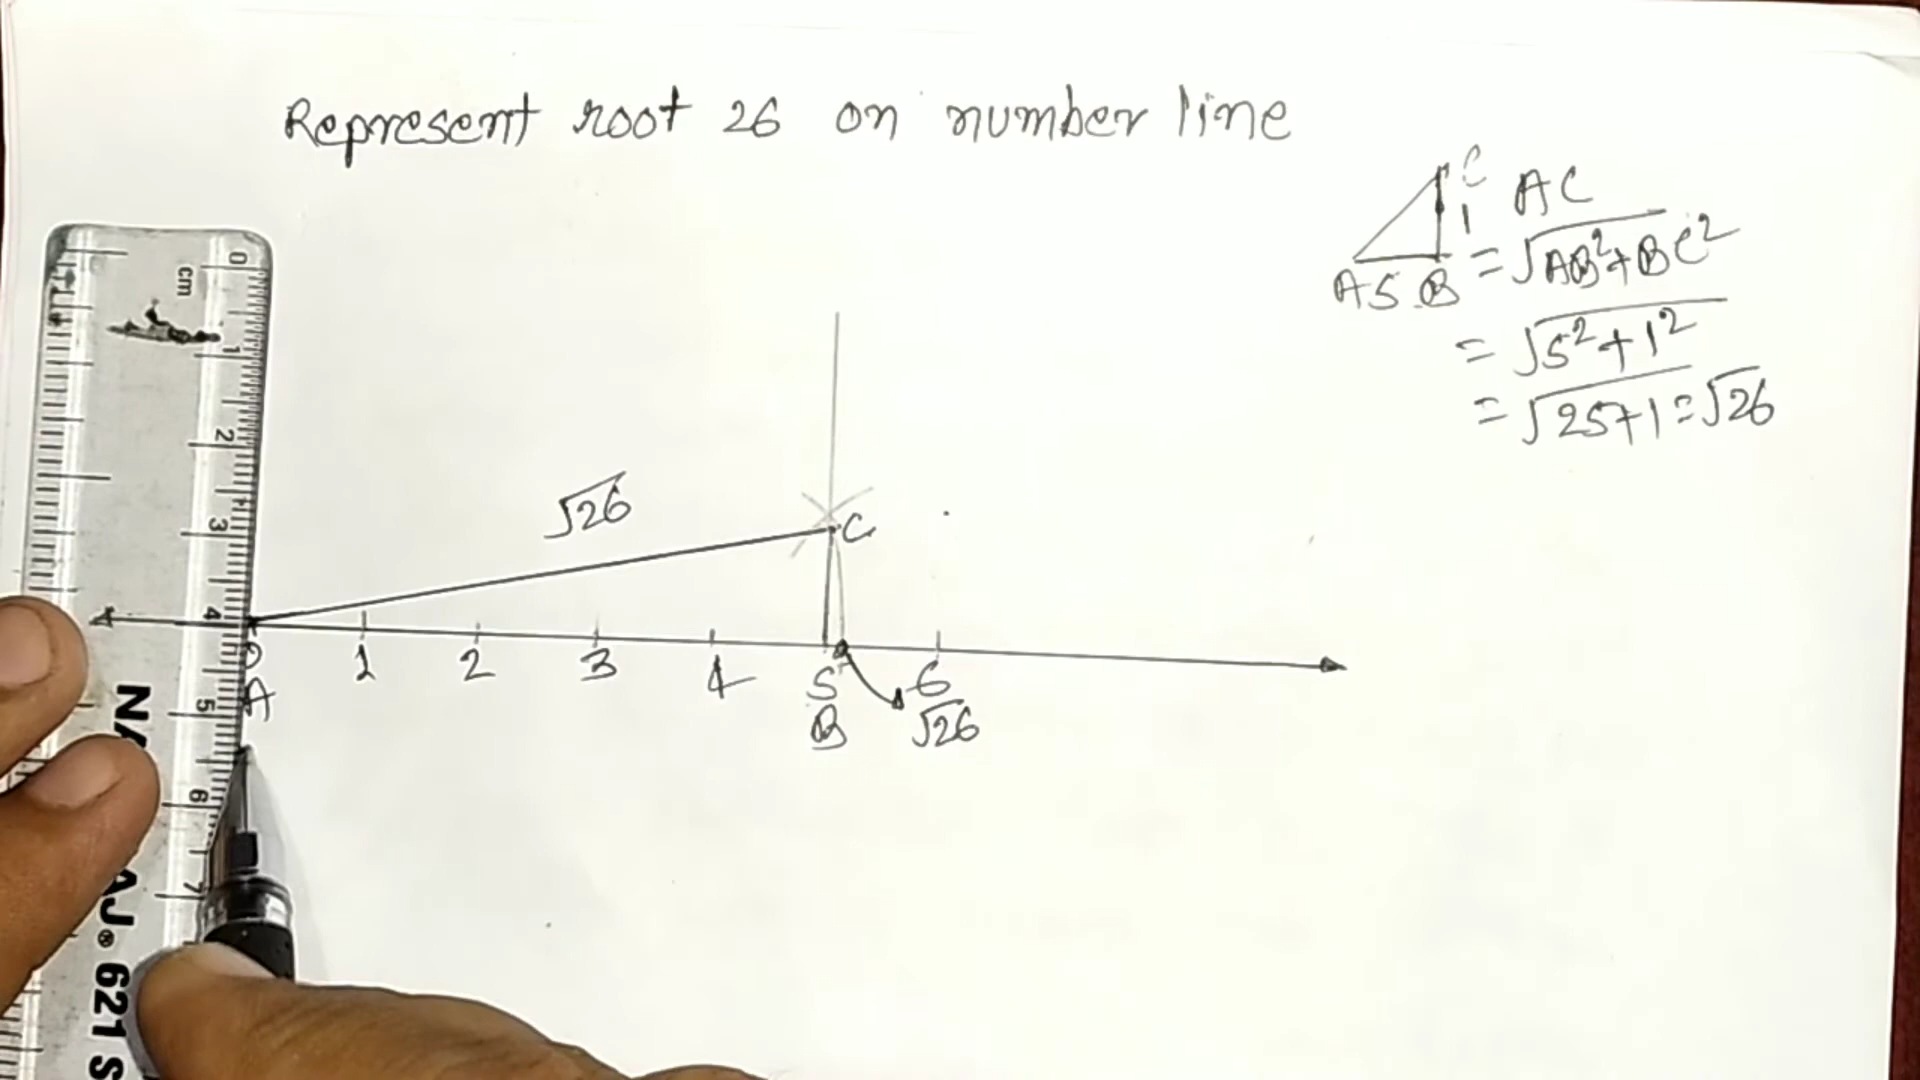 Represent root 26 on number line
C
1
A 5 B
AC
= √AB²+BC²
= √5²+1²
= √25+1 = √26
0
cm
1
2
3
4
5
6
7
√26
C
0 1 2 3 4 5 6
A B √26
621